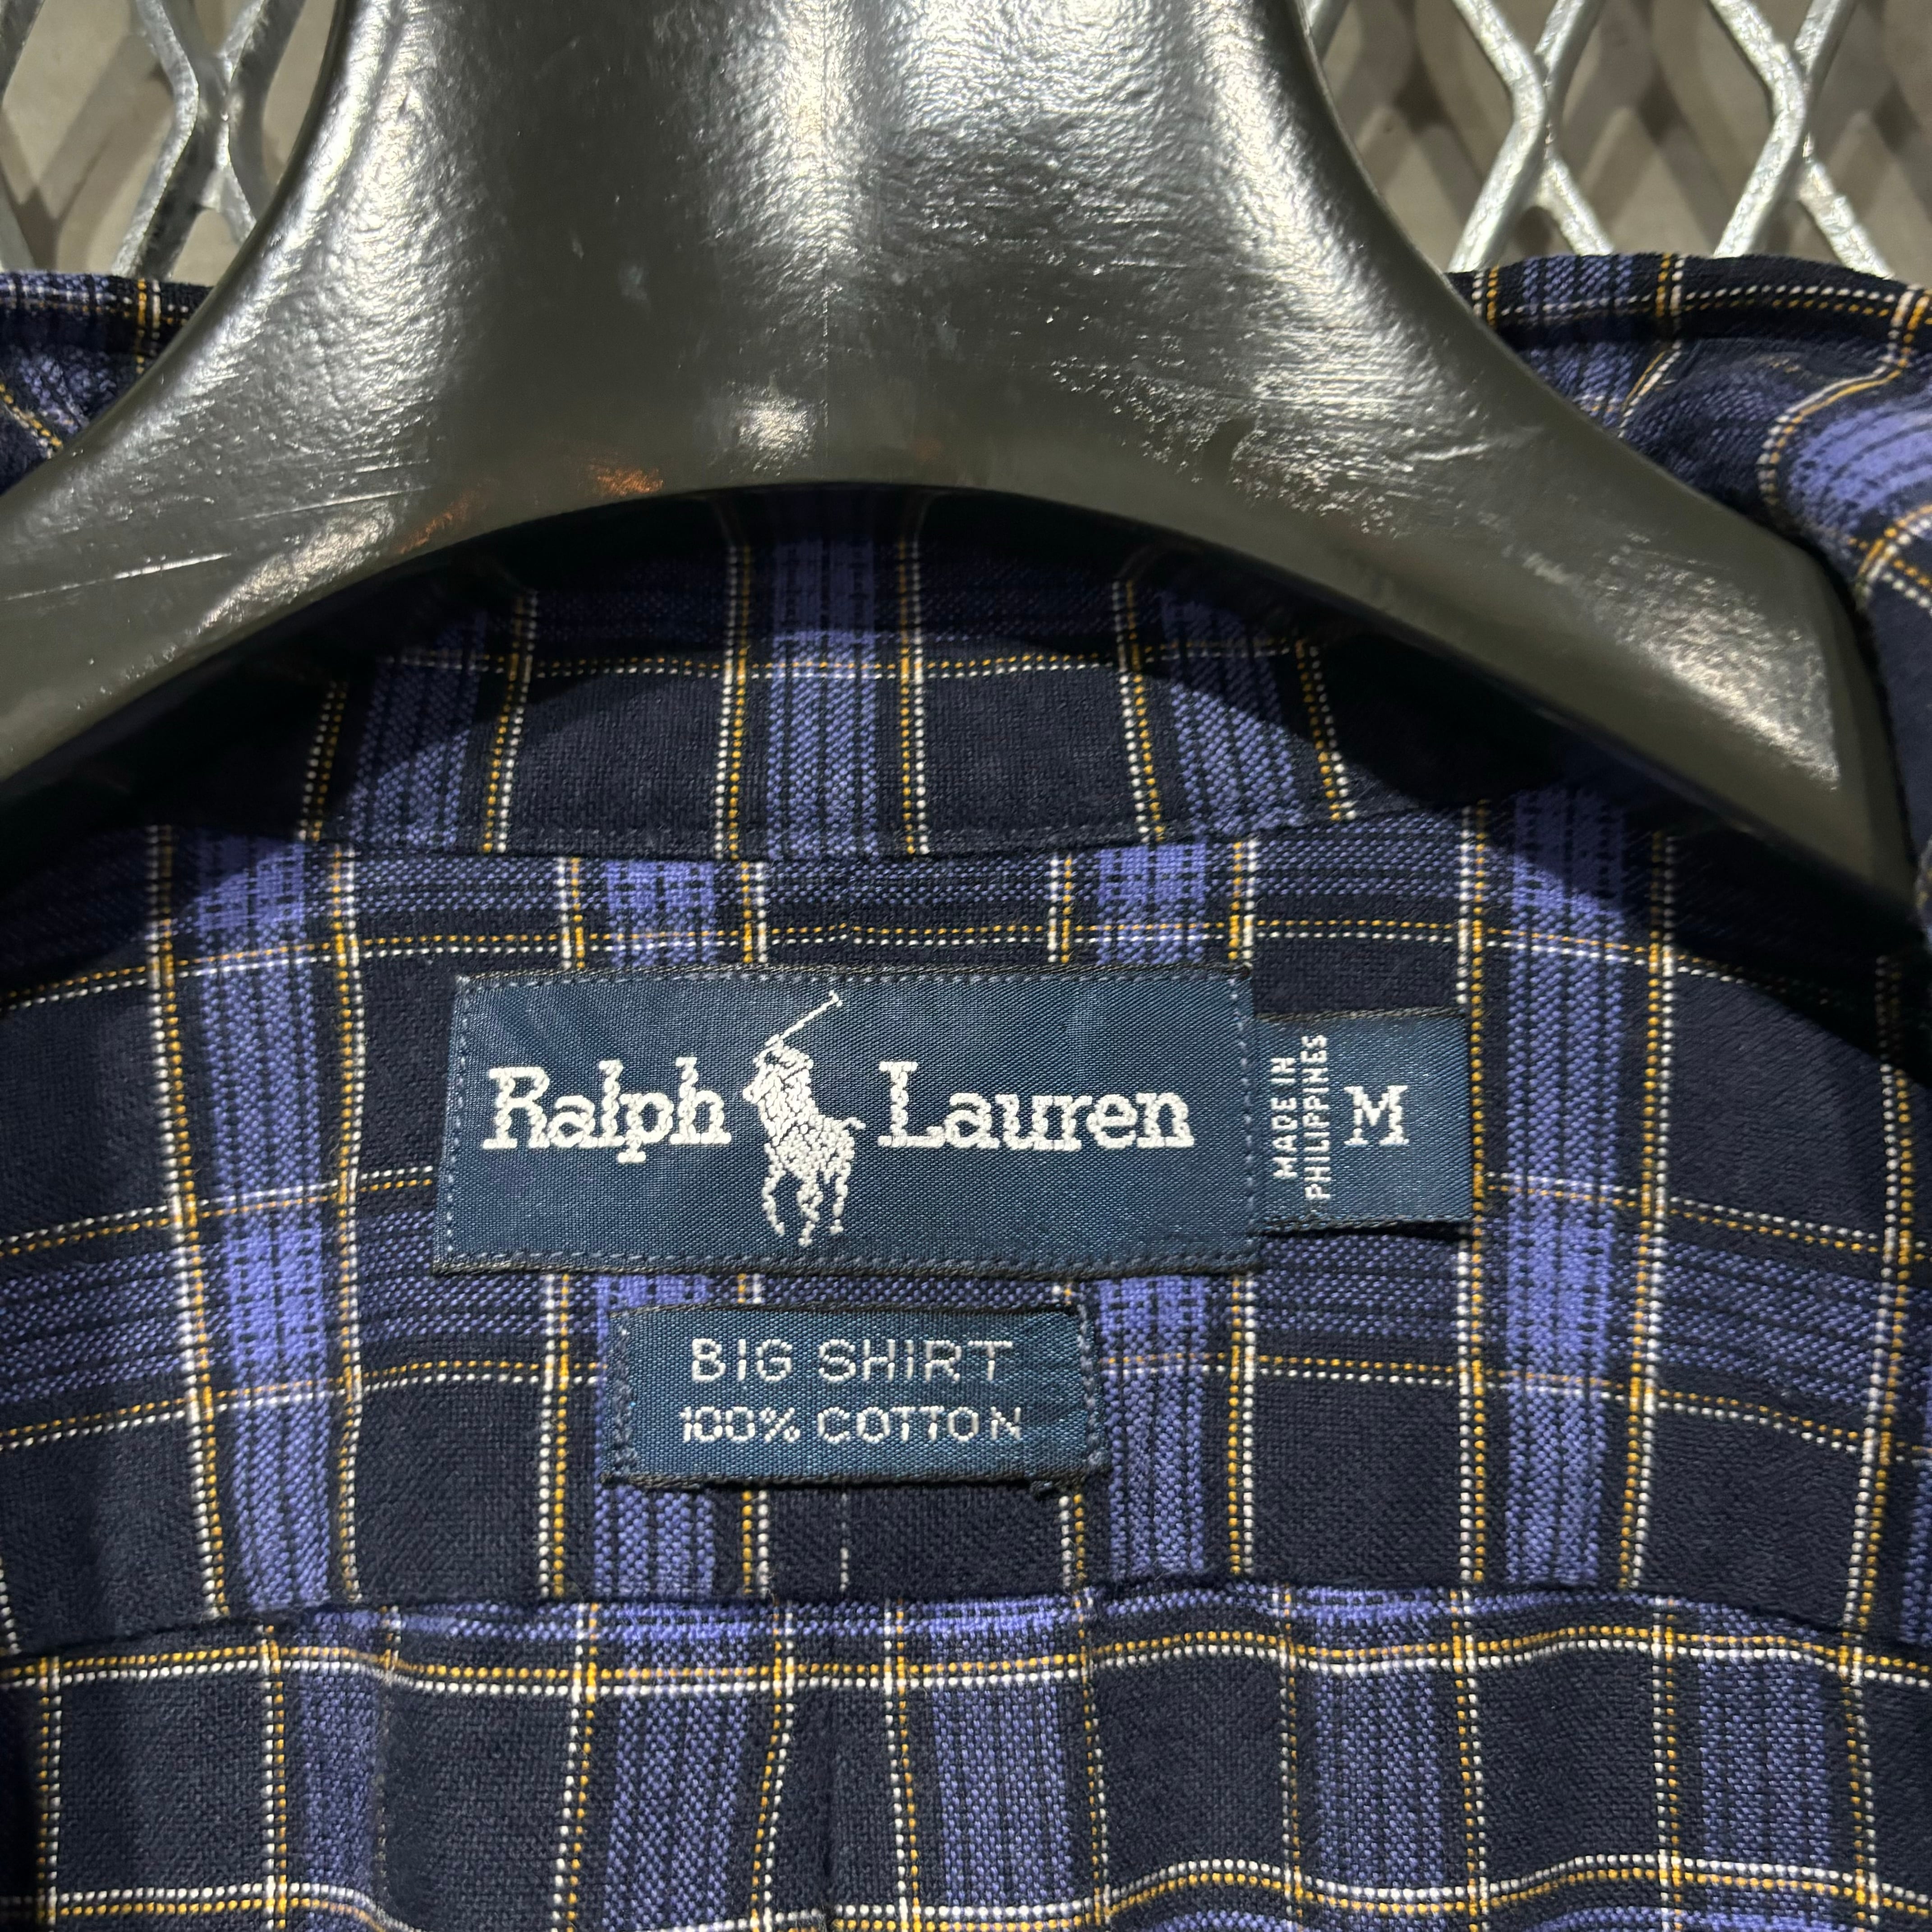 Ralph Lauren
MADE IN
PHILIPPINES
M
BIG SHIRT
100% COTTON